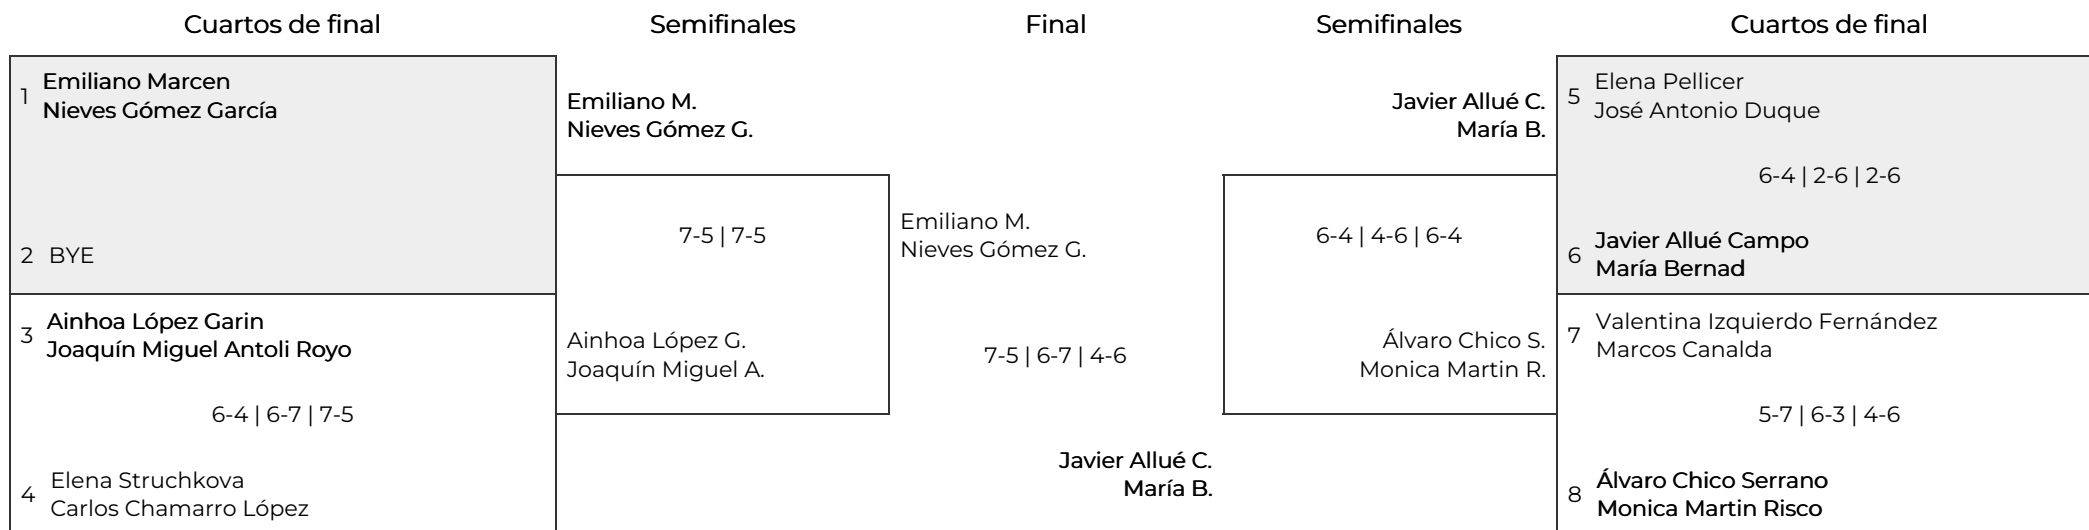 Cuartos de final
Semifinales
Final
Semifinales
Cuartos de final
1
Emiliano Marcen
Nieves Gómez García
2 BYE
3
Ainhoa López Garin
Joaquín Miguel Antoli Royo
6-4 | 6-7 | 7-5
4
Elena Struchkova
Carlos Chamarro López
Emiliano M.
Nieves Gómez G.
7-5 | 7-5
Ainhoa López G.
Joaquín Miguel A.
Emiliano M.
Nieves Gómez G.
7-5 | 6-7 | 4-6
Javier Allué C.
María B.
Javier Allué C.
María B.
6-4 | 4-6 | 6-4
Álvaro Chico S.
Monica Martin R.
5
Elena Pellicer
José Antonio Duque
6-4 | 2-6 | 2-6
6
Javier Allué Campo
María Bernad
7
Valentina Izquierdo Fernández
Marcos Canalda
5-7 | 6-3 | 4-6
8
Álvaro Chico Serrano
Monica Martin Risco